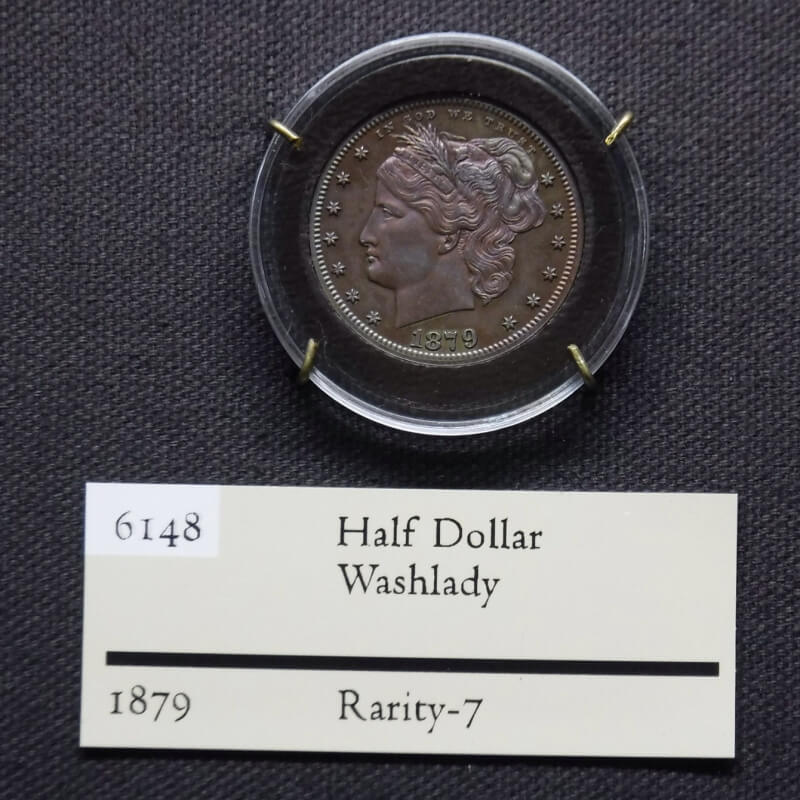 IN GOD WE TRUST
1879
6148
Half Dollar
Washlady
1879
Rarity-7